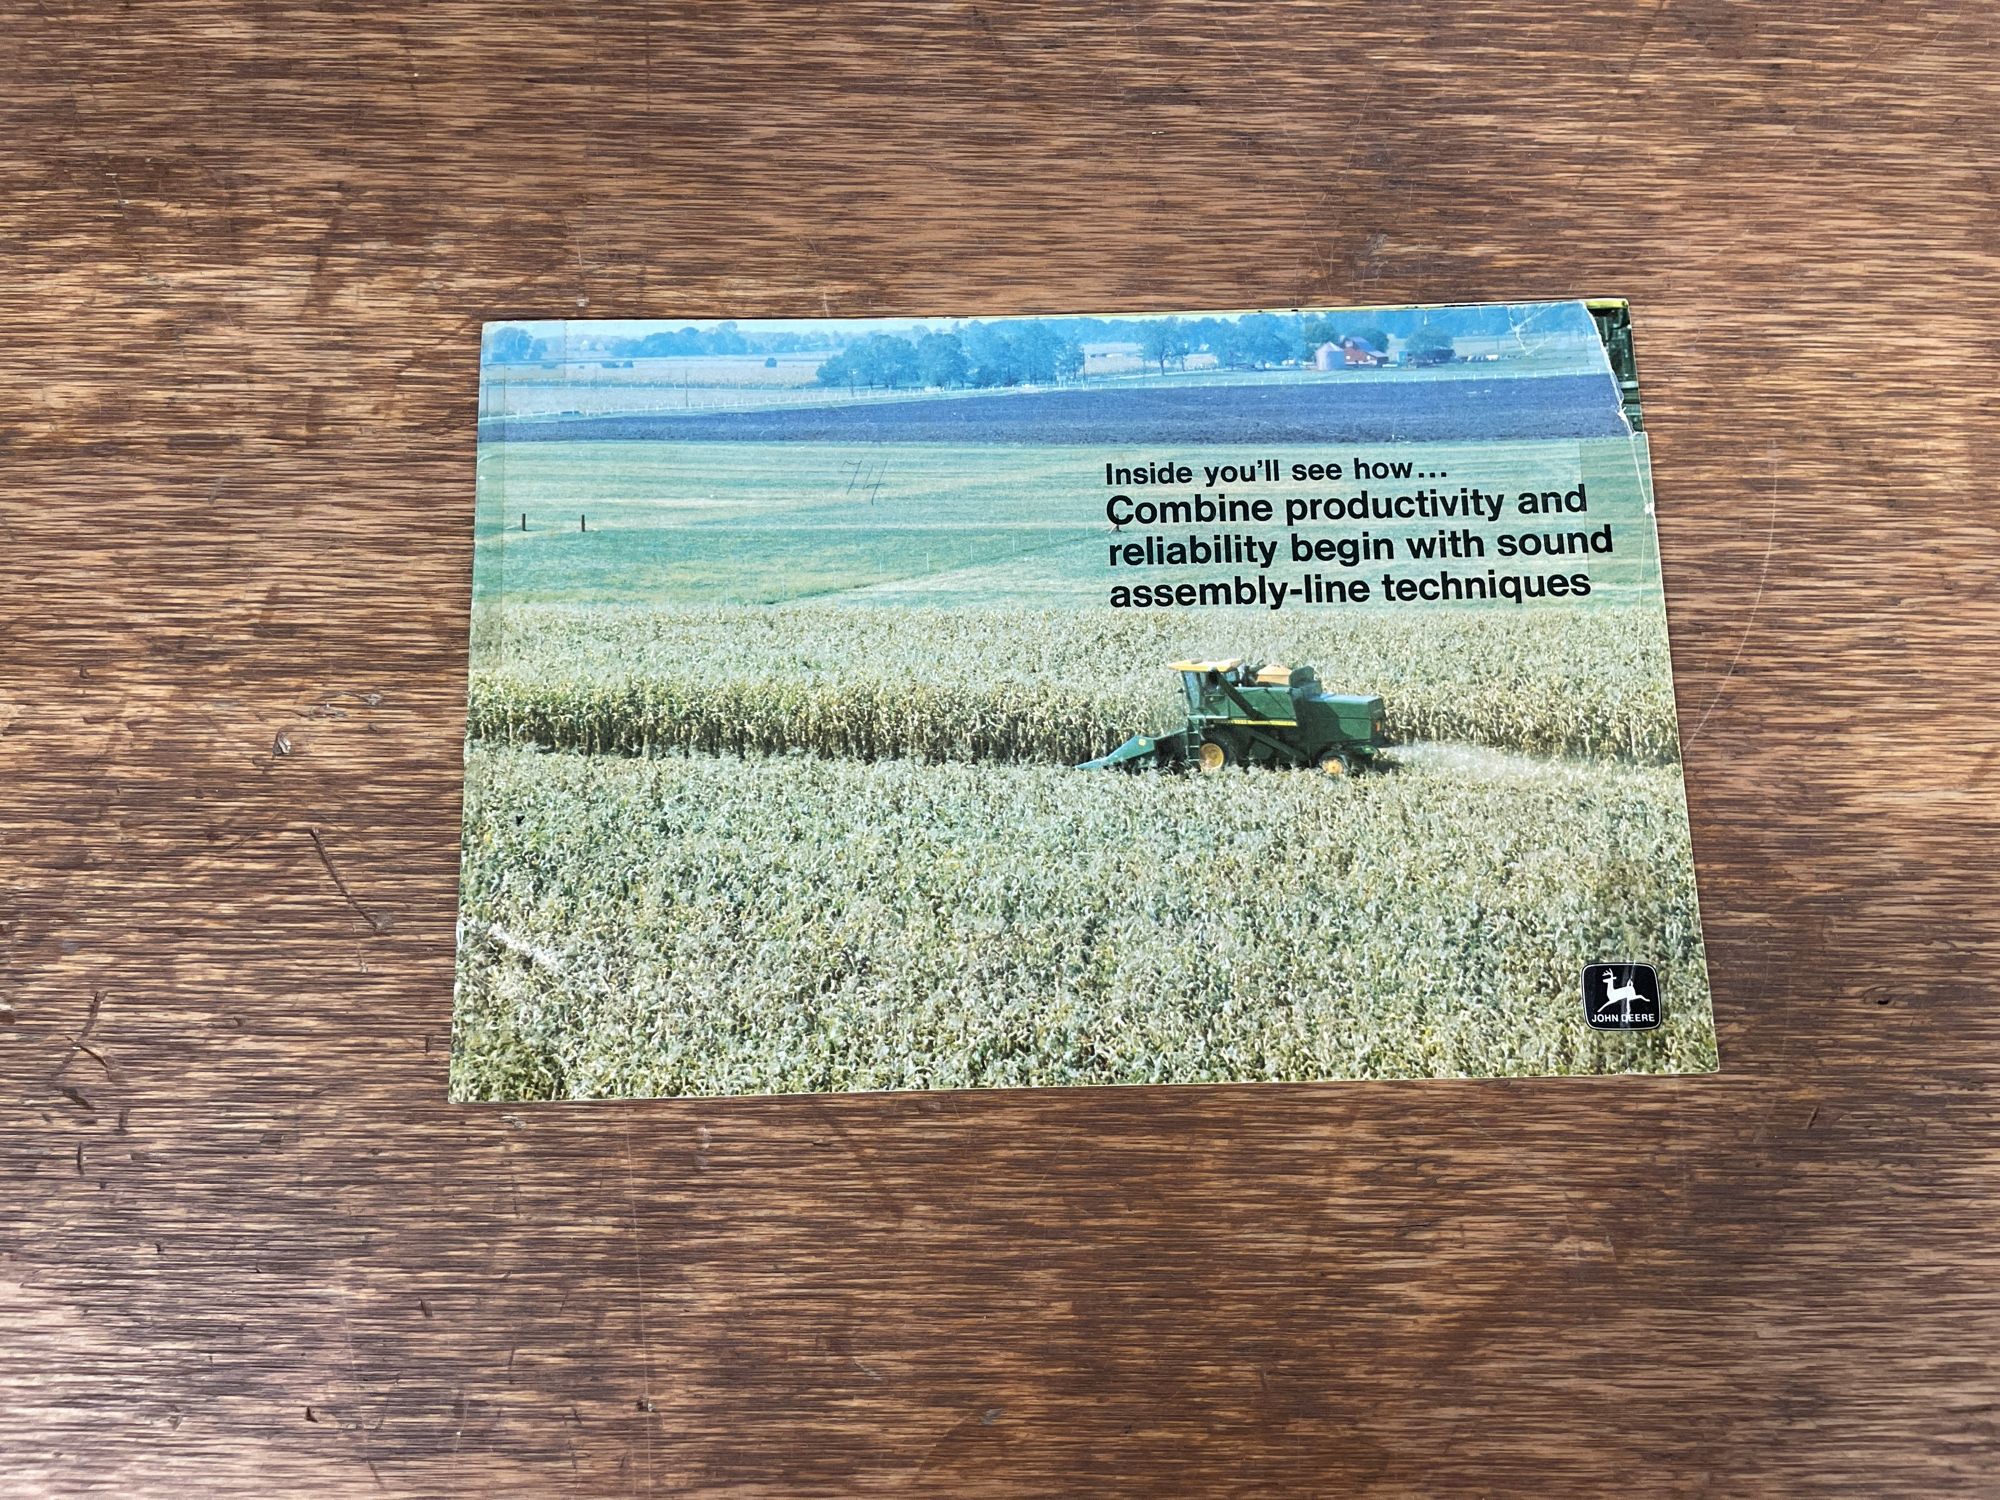 74
Inside you'll see how...
Combine productivity and
reliability begin with sound
assembly-line techniques
JOHN DEERE